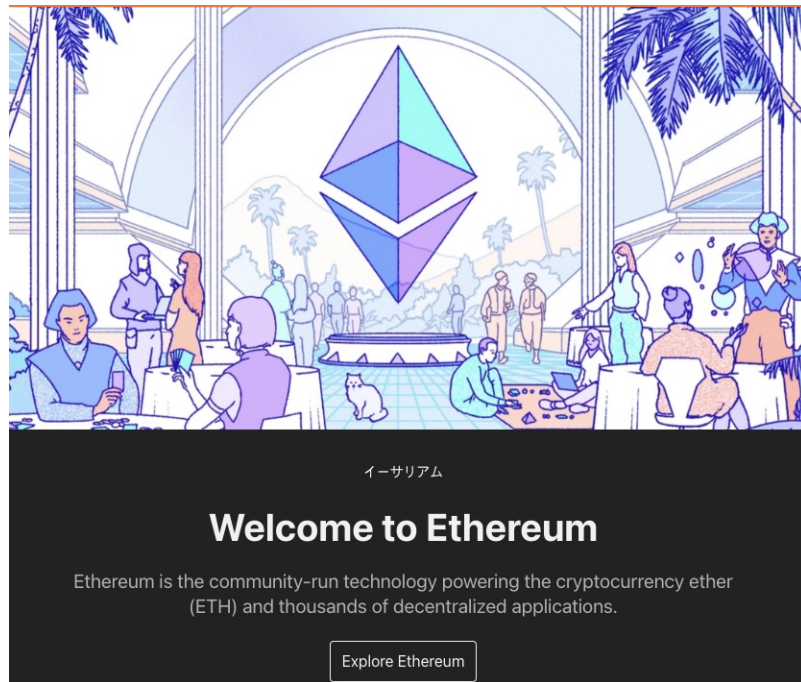 イーサリアム
Welcome to Ethereum
Ethereum is the community-run technology powering the cryptocurrency ether
(ETH) and thousands of decentralized applications.
Explore Ethereum